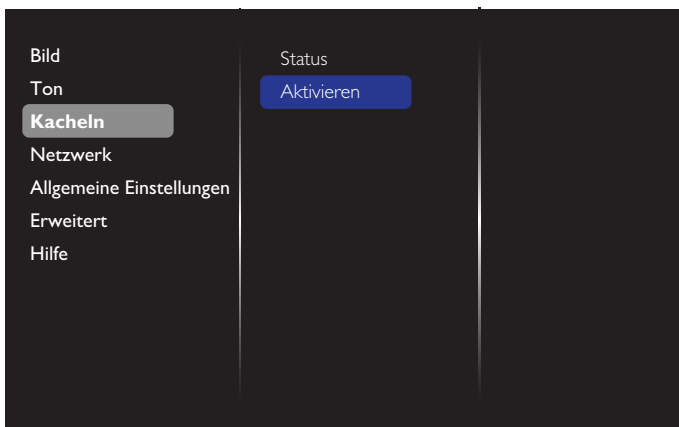 Bild
Ton
Kacheln
Netzwerk
Allgemeine Einstellungen
Erweitert
Hilfe
Status
Aktivieren